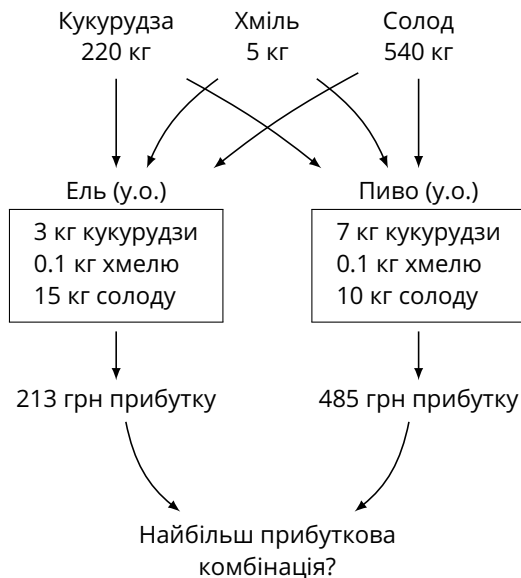 Кукурудза
220 кг
Хміль
5 кг
Солод
540 кг
Ель (у.о.)
3 кг кукурудзи
0.1 кг хмелю
15 кг солоду
Пиво (у.о.)
7 кг кукурудзи
0.1 кг хмелю
10 кг солоду
213 грн прибутку
485 грн прибутку
Найбільш прибуткова
комбінація?